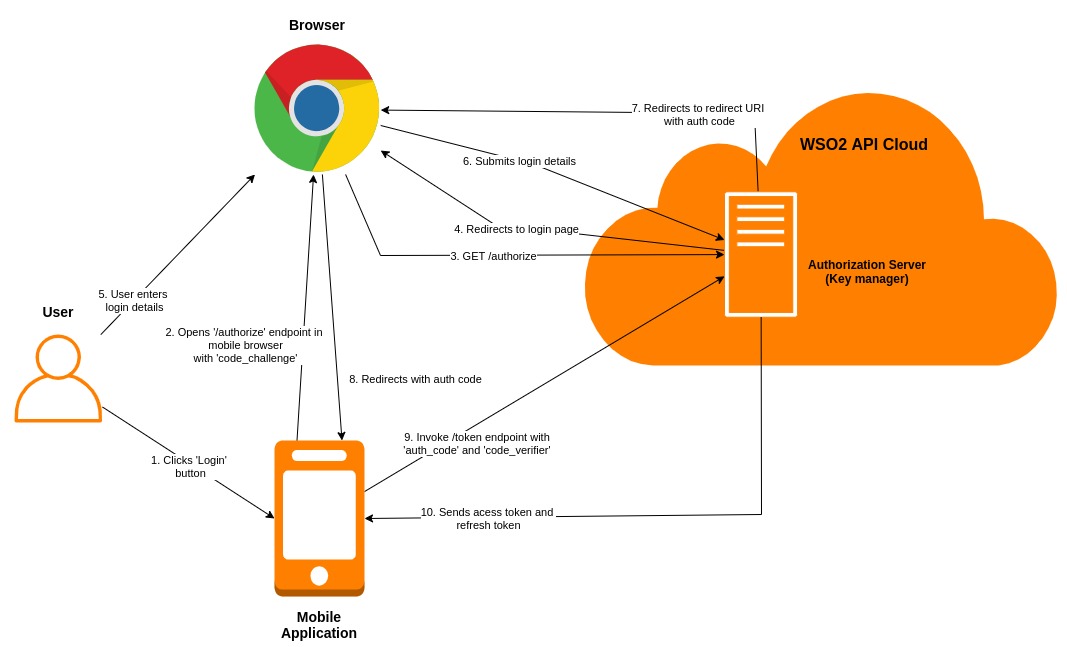 Browser
7. Redirects to redirect URI
with auth code
WSO2 API Cloud
6. Submits login details
4. Redirects to login page
3. GET /authorize
Authorization Server
(Key manager)
5. User enters
login details
User
2. Opens '/authorize' endpoint in
mobile browser
with 'code_challenge'
8. Redirects with auth code
9. Invoke /token endpoint with
'auth_code' and 'code_verifier'
1. Clicks 'Login'
button
10. Sends acess token and
refresh token
Mobile
Application